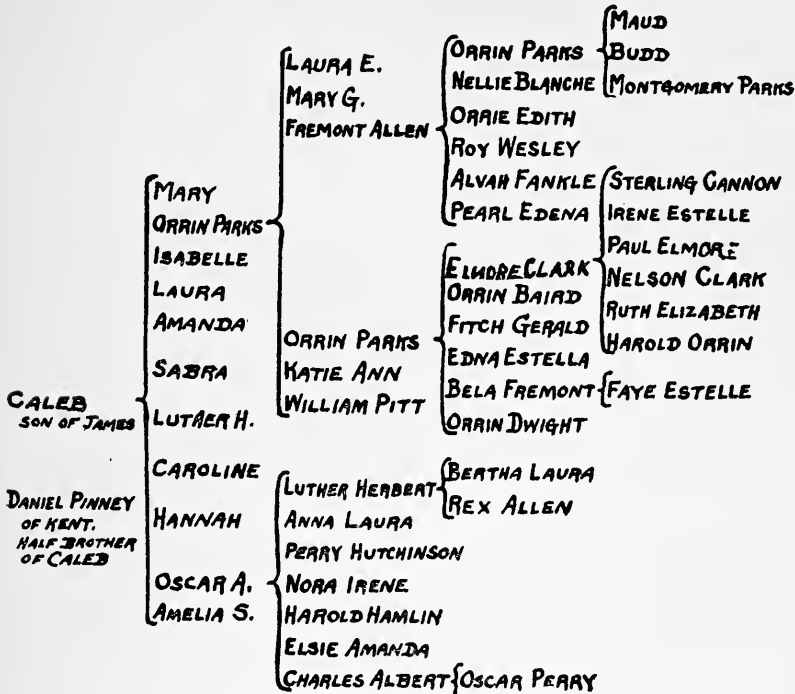 CALEB
SON OF JAMES
DANIEL PINNEY
OF KENT.
HALF BROTHER
OF CALEB
MARY
ORRIN PARKS
ISABELLE
LAURA
AMANDA
SABRA
LUTHER H.
CAROLINE
HANNAH
OSCAR A.
AMELIA S.
LAURA E.
MARY G.
FREMONT ALLEN
ORRIN PARKS
KATIE ANN
WILLIAM PITT
ORRIN PARKS
NELLIE BLANCHE
ORRIE EDITH
ROY WESLEY
ALVAH FANKLE
PEARL EDENA
MAUD
BUDD
MONTGOMERY PARKS
ELMORE CLARK
ORRIN BAIRD
FITCH GERALD
EDNA ESTELLA
BELA FREMONT
ORRIN DWIGHT
STERLING CANNON
IRENE ESTELLE
PAUL ELMORE
NELSON CLARK
RUTH ELIZABETH
HAROLD ORRIN
FAYE ESTELLE
LUTHER HERBERT
ANNA LAURA
PERRY HUTCHINSON
NORA IRENE
HAROLD HAMLIN
ELSIE AMANDA
CHARLES ALBERT
BERTHA LAURA
REX ALLEN
OSCAR PERRY